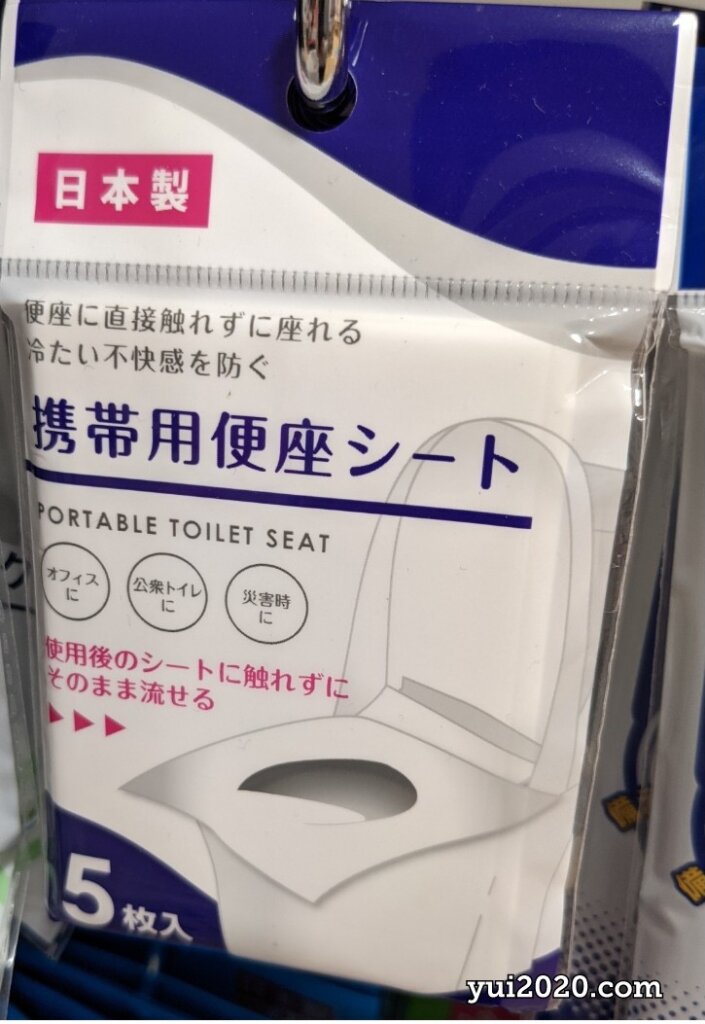 日本製
便座に直接触れずに座れる
冷たい不快感を防ぐ
携帯用便座シート
PORTABLE TOILET SEAT
オフィス
に
公衆トイレ
に
災害時
に
使用後のシートに触れずに
そのまま流せる
5枚入
yui2020.com